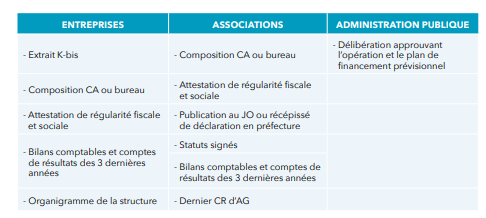 ENTREPRISES
ASSOCIATIONS
ADMINISTRATION PUBLIQUE
- Extrait K-bis
- Composition CA ou bureau
- Délibération approuvant
l'opération et le plan de
financement prévisionnel
- Composition CA ou bureau
- Attestation de régularité fiscale
et sociale
- Attestation de régularité fiscale
et sociale
- Publication au JO ou récépissé
de déclaration en préfecture
- Bilans comptables et comptes
de résultats des 3 dernières
années
- Statuts signés
- Bilans comptables et comptes de
résultats des 3 dernières années
- Organigramme de la structure
- Dernier CR d'AG